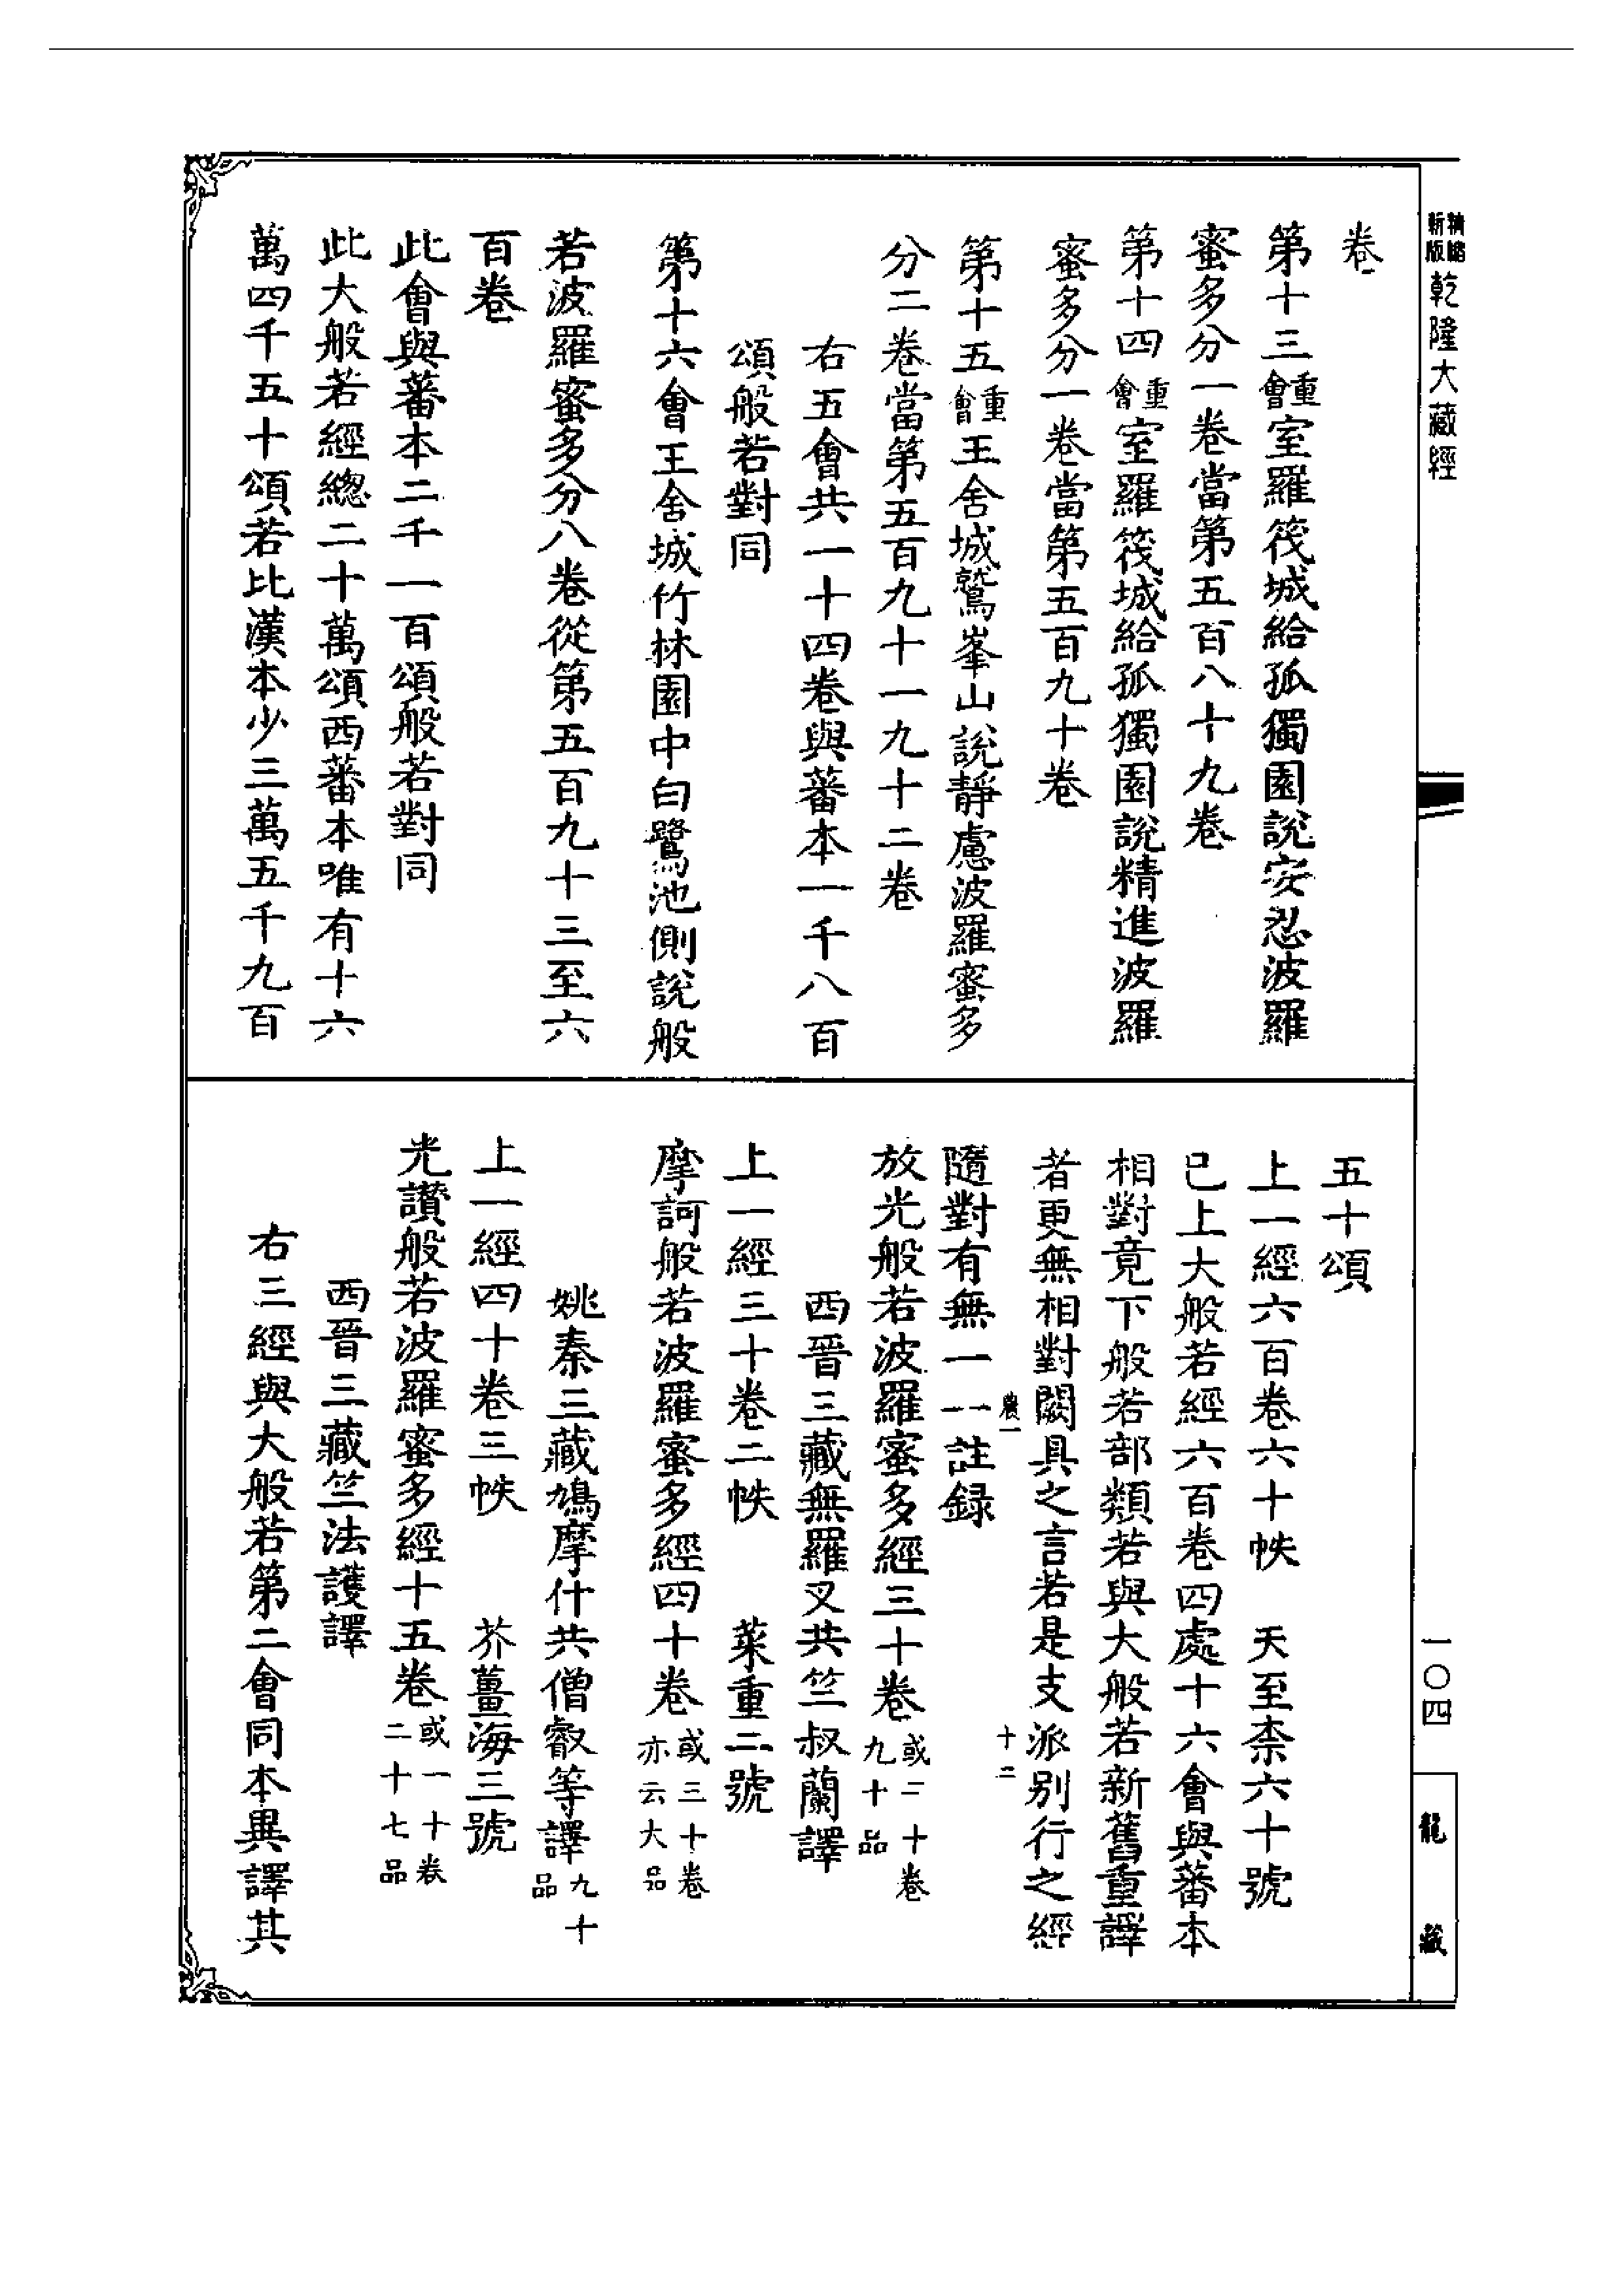 精縮
新版
乾隆大藏經
卷
第十三重會室羅筏城給孤獨園說安忍波羅
蜜多分一卷當第五百八十九卷
第十四重會室羅筏城給孤獨園說精進波羅
蜜多分一卷當第五百九十卷
第十五重會王舍城鷲峯山說靜慮波羅蜜多
分二卷當第五百九十一九十二卷
右五會共一十四卷與蕃本一千八百
頌般若對同
第十六會王舍城竹林園中白鷺池側說般
若波羅蜜多分八卷從第五百九十三至六
百卷
此會與蕃本二千一百頌般若對同
此大般若經總二十萬頌西蕃本唯有十六
萬四千五十頌若比漢本少三萬五千九百
五十頌
上一經六百卷六十帙 天至柰六十號
已上大般若經六百卷四處十六會與蕃本
相對竟下般若部類若與大般若新舊重譯
者更無相對闕具之言若是支派別行之經
農一
十二
隨對有無一一註録
放光般若波羅蜜多經三十卷或二十卷九十品
西晉三藏無羅叉共竺叔蘭譯
上一經三十卷二帙 菜重二號
摩訶般若波羅蜜多經四十卷或三十卷亦云大品
姚秦三藏鳩摩什共僧叡等譯九十品
上一經四十卷三帙 芥薑海三號
光讚般若波羅蜜多經十五卷或一十卷二十七品
西晉三藏竺法護譯
右三經與大般若第二會同本異譯其
一〇四
龍藏